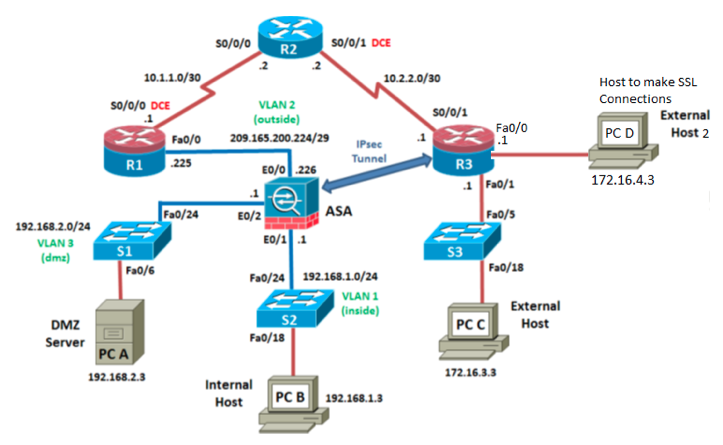 S0/0/0
R2
S0/0/1 DCE
.2
.2
10.1.1.0/30
10.2.2.0/30
Host to make SSL
Connections
S0/0/0 DCE
.1
VLAN 2
(outside)
S0/0/1
External
Host 2
PC D
Fa0/0
209.165.200.224/29
.1
Fa0/0
.1
R1
.225
IPsec
Tunnel
R3
E0/0
.226
172.16.4.3
.1
Fa0/1
.1
192.168.2.0/24
Fa0/24
E0/2
ASA
Fa0/5
VLAN 3
(dmz)
S1
E0/1
.1
S3
Fa0/6
Fa0/24
192.168.1.0/24
Fa0/18
VLAN 1
(inside)
S2
External
Host
DMZ
Server
PC A
Fa0/18
PC C
192.168.2.3
172.16.3.3
Internal
Host
PC B
192.168.1.3